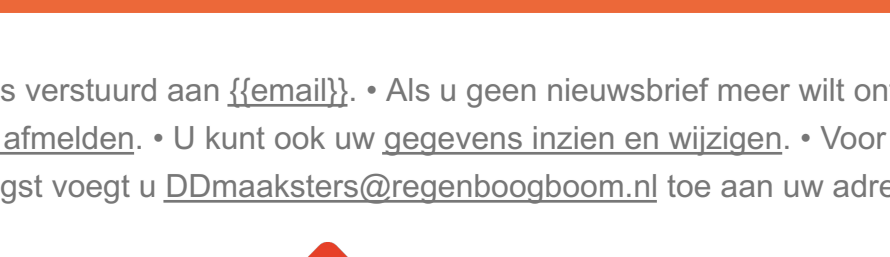 s verstuurd aan {{email}}. • Als u geen nieuwsbrief meer wilt ont
afmelden. • U kunt ook uw gegevens inzien en wijzigen. • Voor
gst voegt u DDmaaksters@regenboogboom.nl toe aan uw adre